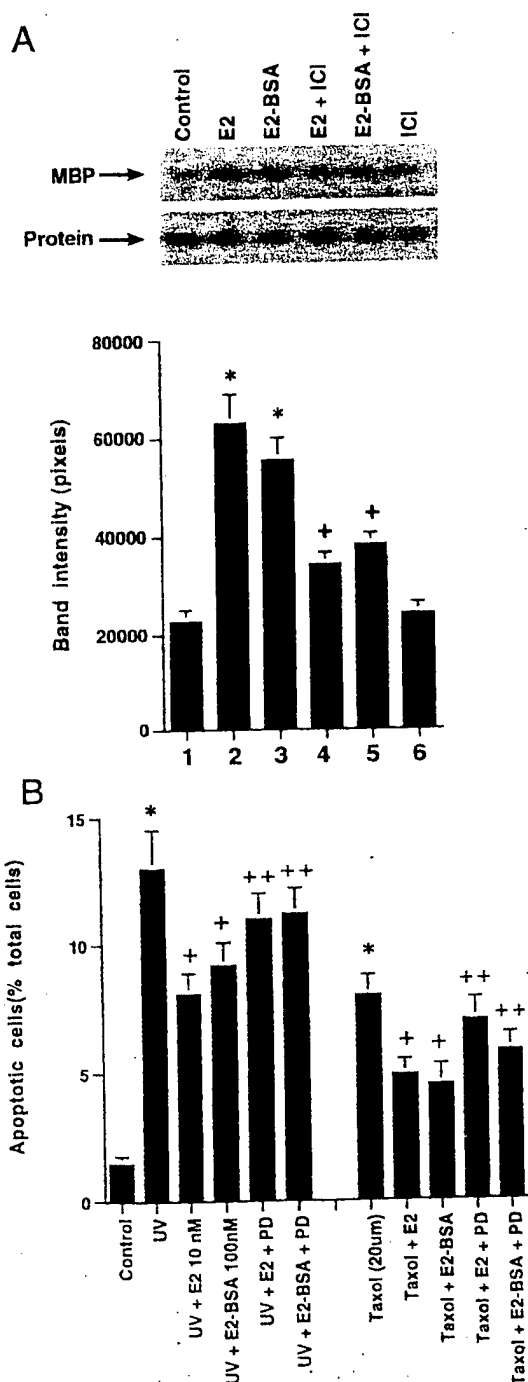 A
Control
E2
E2-BSA
E2 + ICI
E2-BSA + ICI
ICI
MBP
Protein
Band intensity (pixels)
80000
60000
40000
20000
0
* * + +
1 2 3 4 5 6
B
Apoptotic cells(% total cells)
15
10
5
0
* + + ++ ++ * + + ++ ++
Control
UV
UV + E2 10 nM
UV + E2-BSA 100nM
UV + E2 + PD
UV + E2-BSA + PD
Taxol (20um)
Taxol + E2
Taxol + E2-BSA
Taxol + E2 + PD
Taxol + E2-BSA + PD